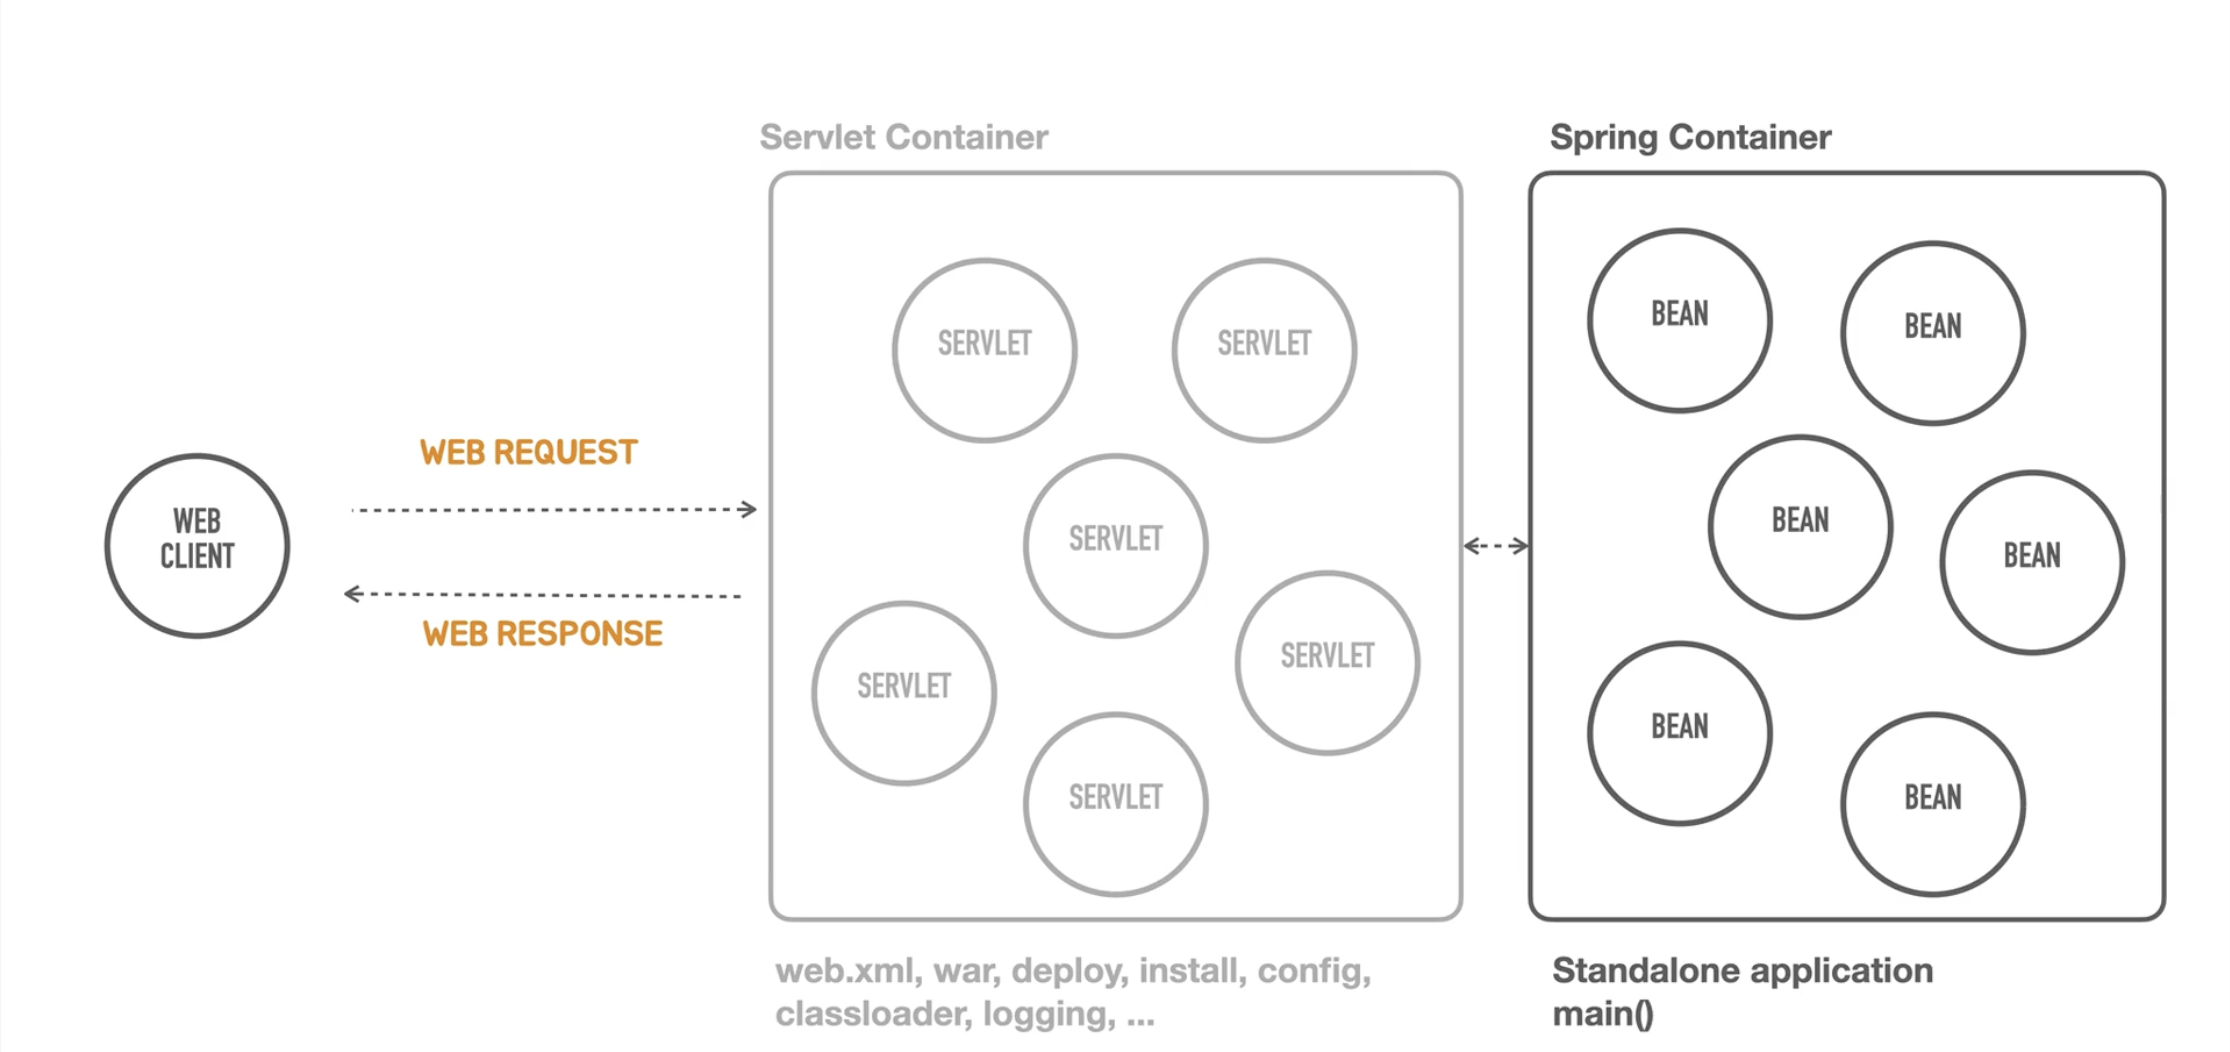 Servlet Container
Spring Container
WEB REQUEST
WEB
CLIENT
WEB RESPONSE
SERVLET
SERVLET
SERVLET
SERVLET
SERVLET
SERVLET
BEAN
BEAN
BEAN
BEAN
BEAN
BEAN
web.xml, war, deploy, install, config,
classloader, logging, ...
Standalone application
main()